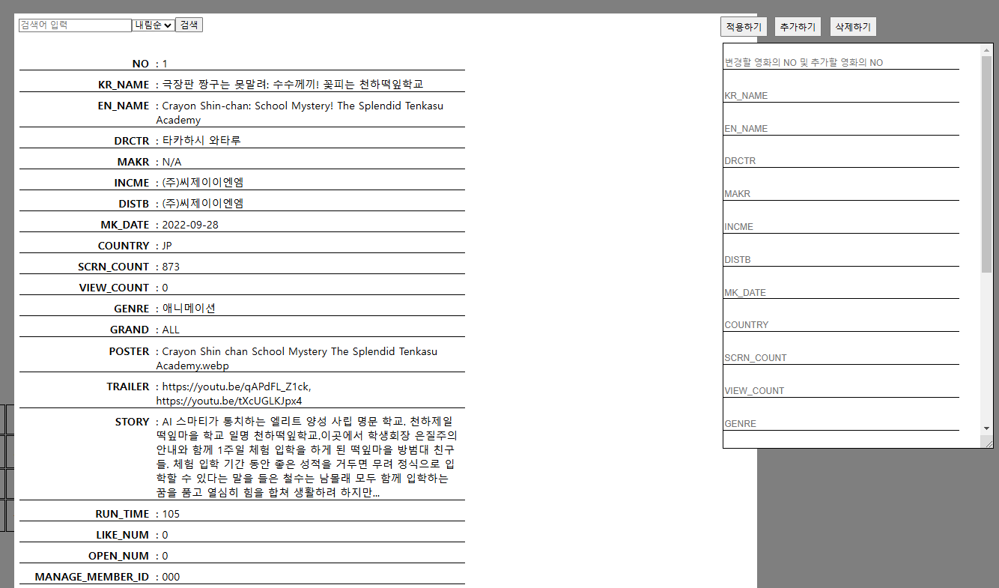 검색어 입력 내림순 검색
적용하기 추가하기 삭제하기
NO : 1
KR_NAME : 극장판 짱구는 못말려: 수수께끼! 꽃피는 천하떡잎학교
EN_NAME : Crayon Shin-chan: School Mystery! The Splendid Tenkasu
Academy
DRCTR : 타카하시 와타루
MAKR : N/A
INCME : (주)씨제이이엔엠
DISTB : (주)씨제이이엔엠
MK_DATE : 2022-09-28
COUNTRY : JP
SCRN_COUNT : 873
VIEW_COUNT : 0
GENRE : 애니메이션
GRAND : ALL
POSTER : Crayon Shin chan School Mystery The Splendid Tenkasu
Academy.webp
TRAILER : https://youtu.be/qAPdFL_Z1ck,
https://youtu.be/tXcUGLKJpx4
STORY : AI 스마티가 통치하는 엘리트 양성 사립 명문 학교. 천하제일
떡잎마을 학교 일명 천하떡잎학교.이곳에서 학생회장 은질주의
안내와 함께 1주일 체험 입학을 하게 된 떡잎마을 방범대 친구
들. 체험 입학 기간 동안 좋은 성적을 거두면 무려 정식으로 입
학할 수 있다는 말을 들은 철수는 남몰래 모두 함께 입학하는
꿈을 품고 열심히 힘을 합쳐 생활하려 하지만...
RUN_TIME : 105
LIKE_NUM : 0
OPEN_NUM : 0
MANAGE_MEMBER_ID : 000
변경할 영화의 NO 및 추가할 영화의 NO
KR_NAME
EN_NAME
DRCTR
MAKR
INCME
DISTB
MK_DATE
COUNTRY
SCRN_COUNT
VIEW_COUNT
GENRE